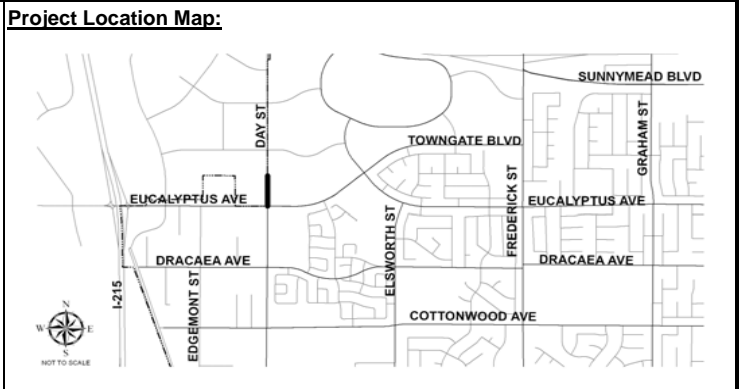 Project Location Map:
SUNNYMEAD BLVD
DAY ST
GRAHAM ST
TOWNGATE BLVD
FREDERICK ST
EUCALYPTUS AVE
EUCALYPTUS AVE
ELSWORTH ST
DRACAEA AVE
DRACAEA AVE
I-215
EDGEMONT ST
COTTONWOOD AVE
N
W E
S
NOT TO SCALE